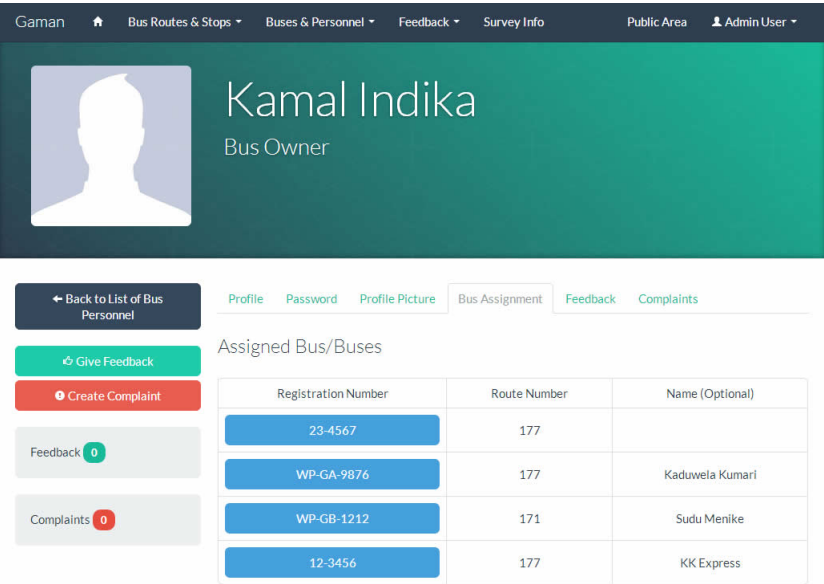 Gaman Bus Routes & Stops Buses & Personnel Feedback Survey Info Public Area Admin User
Kamal Indika
Bus Owner
Back to List of Bus
Personnel
Give Feedback
Create Complaint
Feedback 0
Complaints 0
Profile Password Profile Picture Bus Assignment Feedback Complaints
Assigned Bus/Buses
Registration Number Route Number Name (Optional)
23-4567 177
WP-GA-9876 177 Kaduwela Kumari
WP-GB-1212 171 Sudu Menike
12-3456 177 KK Express